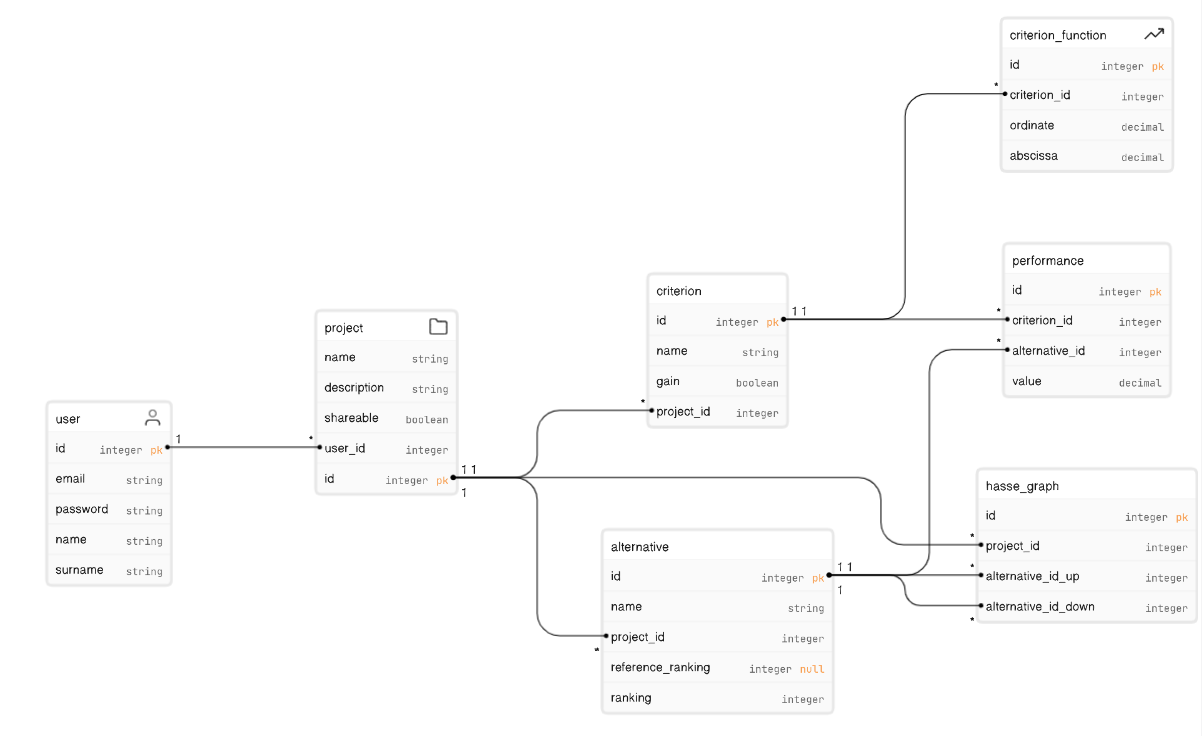 criterion_function
id integer pk
* criterion_id integer
ordinate decimal
abscissa decimal
performance
id integer pk
* criterion_id integer
* alternative_id integer
value decimal
criterion
id integer pk 1 1
name string
gain boolean
* project_id integer
project
name string
description string
shareable boolean
* user_id integer
id integer pk 1 1
1
user
id integer pk 1
email string
password string
name string
surname string
hasse_graph
id integer pk
* project_id integer
* alternative_id_up integer
alternative_id_down integer
*
alternative
id integer pk 1 1
1
name string
project_id integer
*
reference_ranking integer null
ranking integer